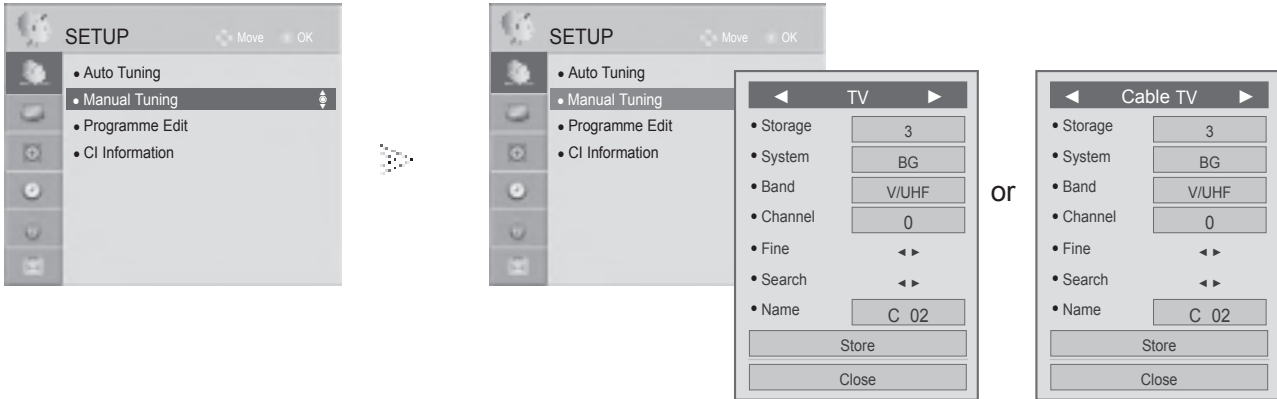 SETUP
Move OK
• Auto Tuning
• Manual Tuning
• Programme Edit
• CI Information
SETUP
Move OK
• Auto Tuning
• Manual Tuning
• Programme Edit
• CI Information
◄ TV ►
• Storage 3
• System BG
• Band V/UHF
• Channel 0
• Fine ◄ ►
• Search ◄ ►
• Name C 02
Store
Close
or
◄ Cable TV ►
• Storage 3
• System BG
• Band V/UHF
• Channel 0
• Fine ◄ ►
• Search ◄ ►
• Name C 02
Store
Close